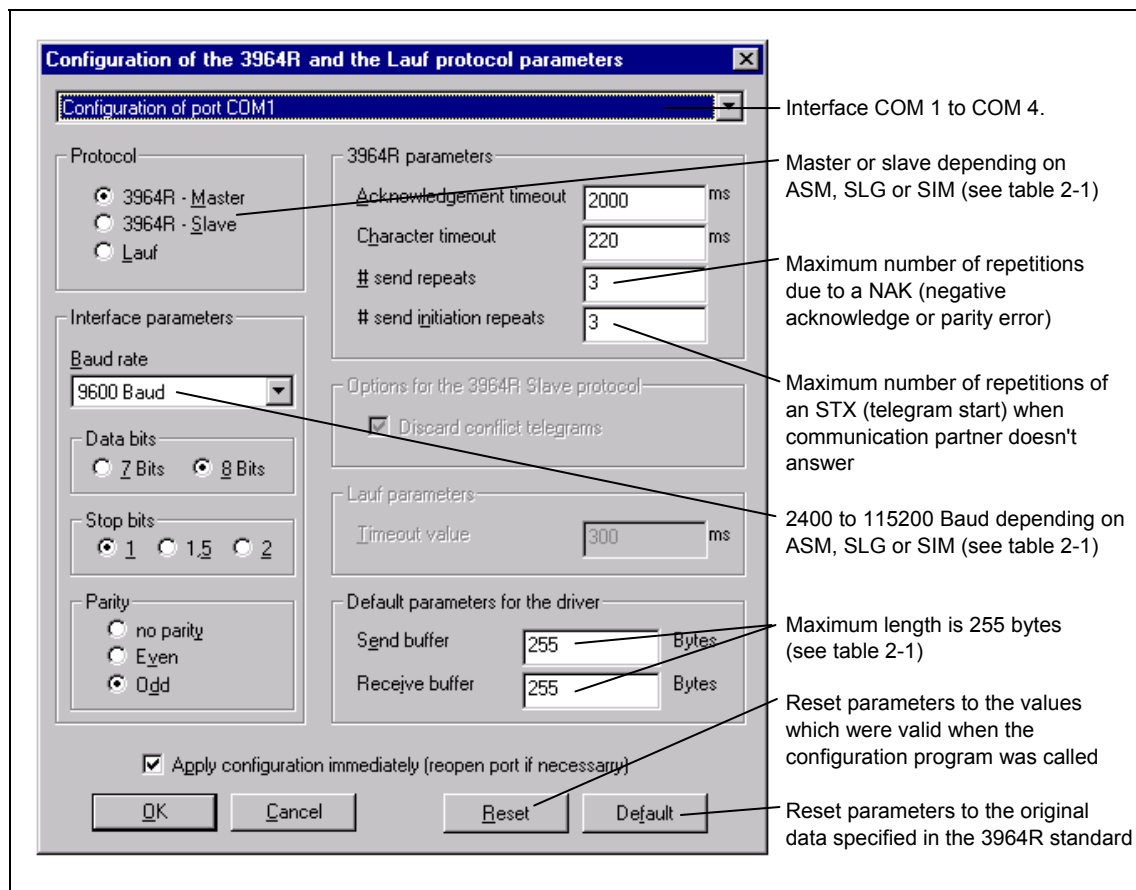 Configuration of the 3964R and the Lauf protocol parameters
Configuration of port COM1
Interface COM 1 to COM 4.
Protocol
3964R - Master
3964R - Slave
Lauf
3964R parameters
Acknowledgement timeout 2000 ms
Character timeout 220 ms
# send repeats 3
# send initiation repeats 3
Master or slave depending on
ASM, SLG or SIM (see table 2-1)
Maximum number of repetitions
due to a NAK (negative
acknowledge or parity error)
Interface parameters
Baud rate
9600 Baud
Data bits
7 Bits 8 Bits
Stop bits
1 1,5 2
Parity
no parity
Even
Odd
Options for the 3964R Slave protocol
Discard conflict telegrams
Maximum number of repetitions of
an STX (telegram start) when
communication partner doesn't
answer
Lauf parameters
Timeout value 300 ms
2400 to 115200 Baud depending on
ASM, SLG or SIM (see table 2-1)
Default parameters for the driver
Send buffer 255 Bytes
Receive buffer 255 Bytes
Maximum length is 255 bytes
(see table 2-1)
Reset parameters to the values
which were valid when the
configuration program was called
Apply configuration immediately (reopen port if necessarry)
OK Cancel Reset Default
Reset parameters to the original
data specified in the 3964R standard